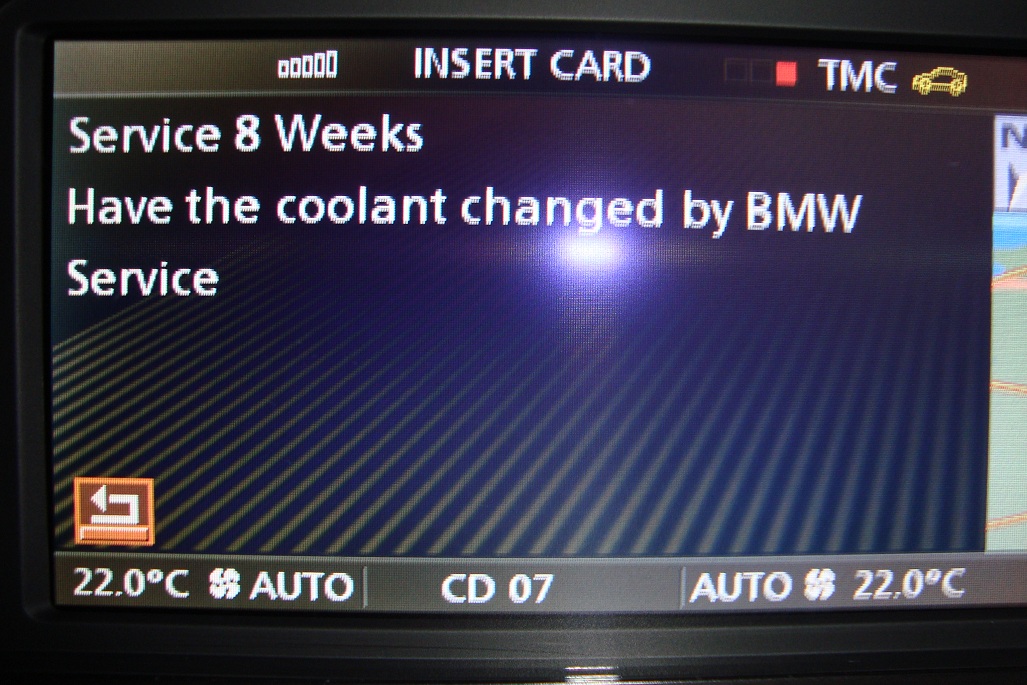 INSERT CARD TMC
Service 8 Weeks
Have the coolant changed by BMW
Service
N
22.0°C AUTO CD 07 AUTO 22.0°C